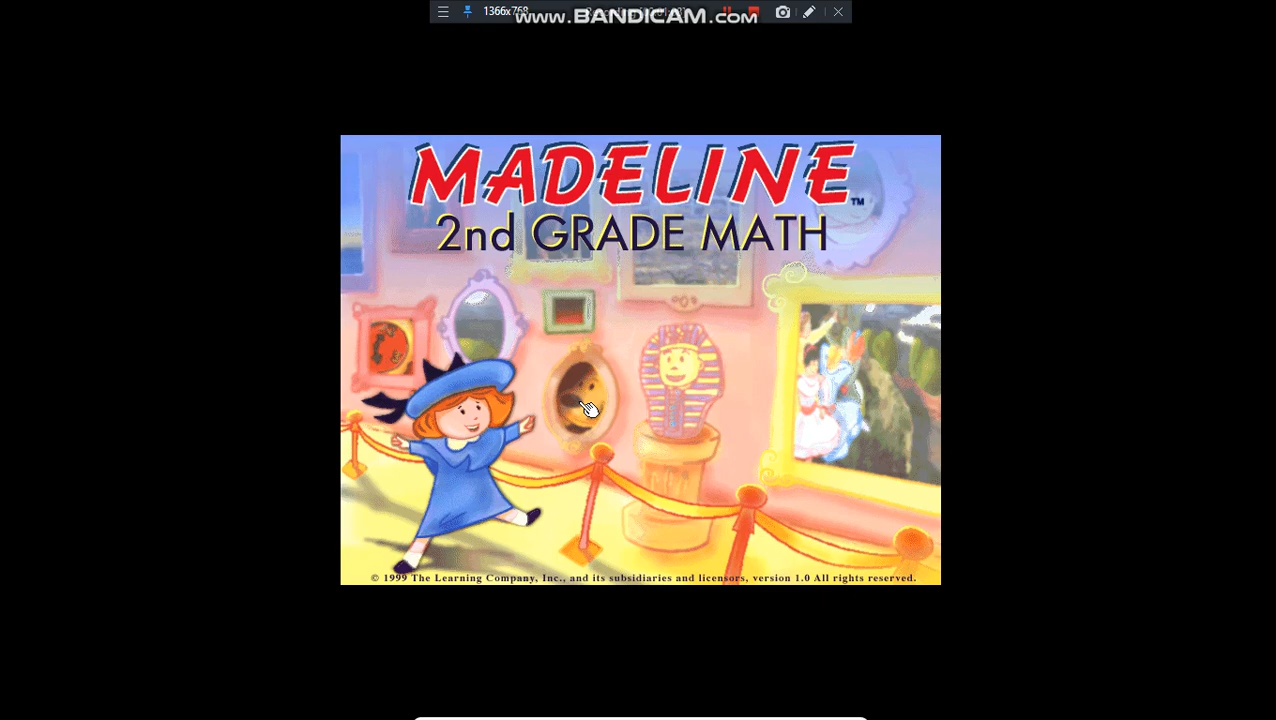 1366x768
www.BANDICAM.com
MADELINE™
2nd GRADE MATH
© 1999 The Learning Company, Inc., and its subsidiaries and licensors, version 1.0 All rights reserved.